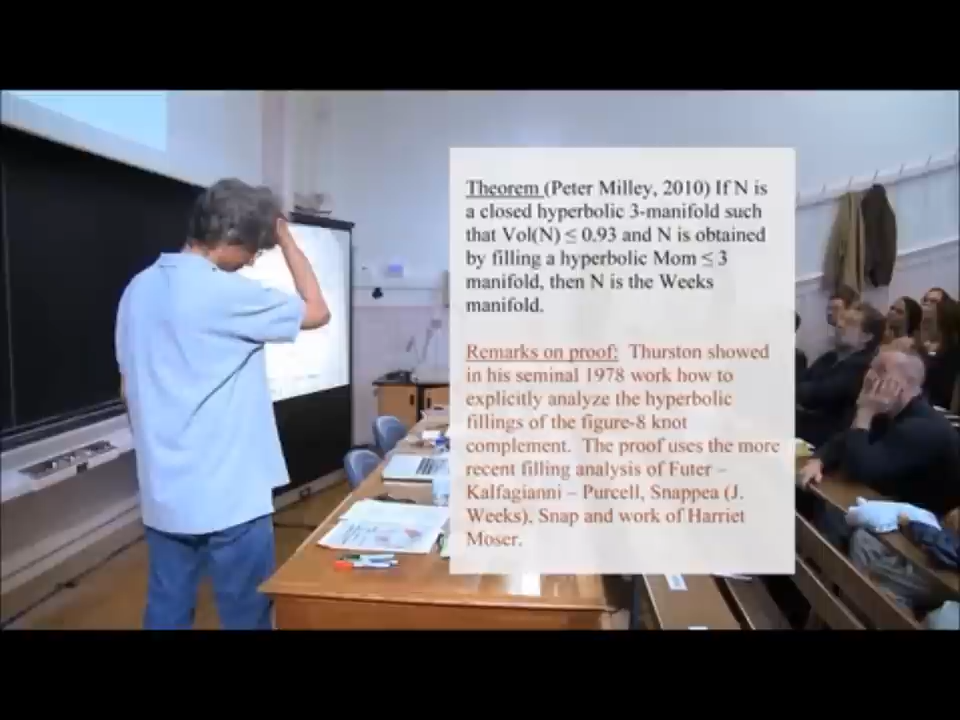 Theorem (Peter Milley, 2010) If N is
a closed hyperbolic 3-manifold such
that Vol(N) ≤ 0.93 and N is obtained
by filling a hyperbolic Mom ≤ 3
manifold, then N is the Weeks
manifold.
Remarks on proof: Thurston showed
in his seminal 1978 work how to
explicitly analyze the hyperbolic
fillings of the figure-8 knot
complement. The proof uses the more
recent filling analysis of Futer –
Kalfagianni – Purcell, Snappea (J.
Weeks), Snap and work of Harriet
Moser.